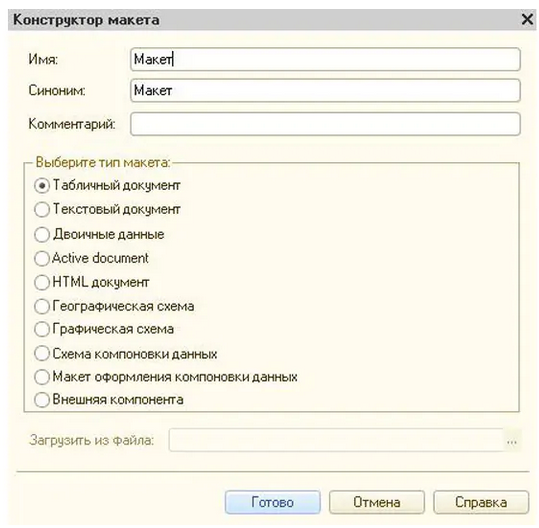 Конструктор макета
Имя: Макет
Синоним: Макет
Комментарий:
Выберите тип макета:
Табличный документ
Текстовый документ
Двоичные данные
Active document
HTML документ
Географическая схема
Графическая схема
Схема компоновки данных
Макет оформления компоновки данных
Внешняя компонента
Загрузить из файла: ...
Готово Отмена Справка